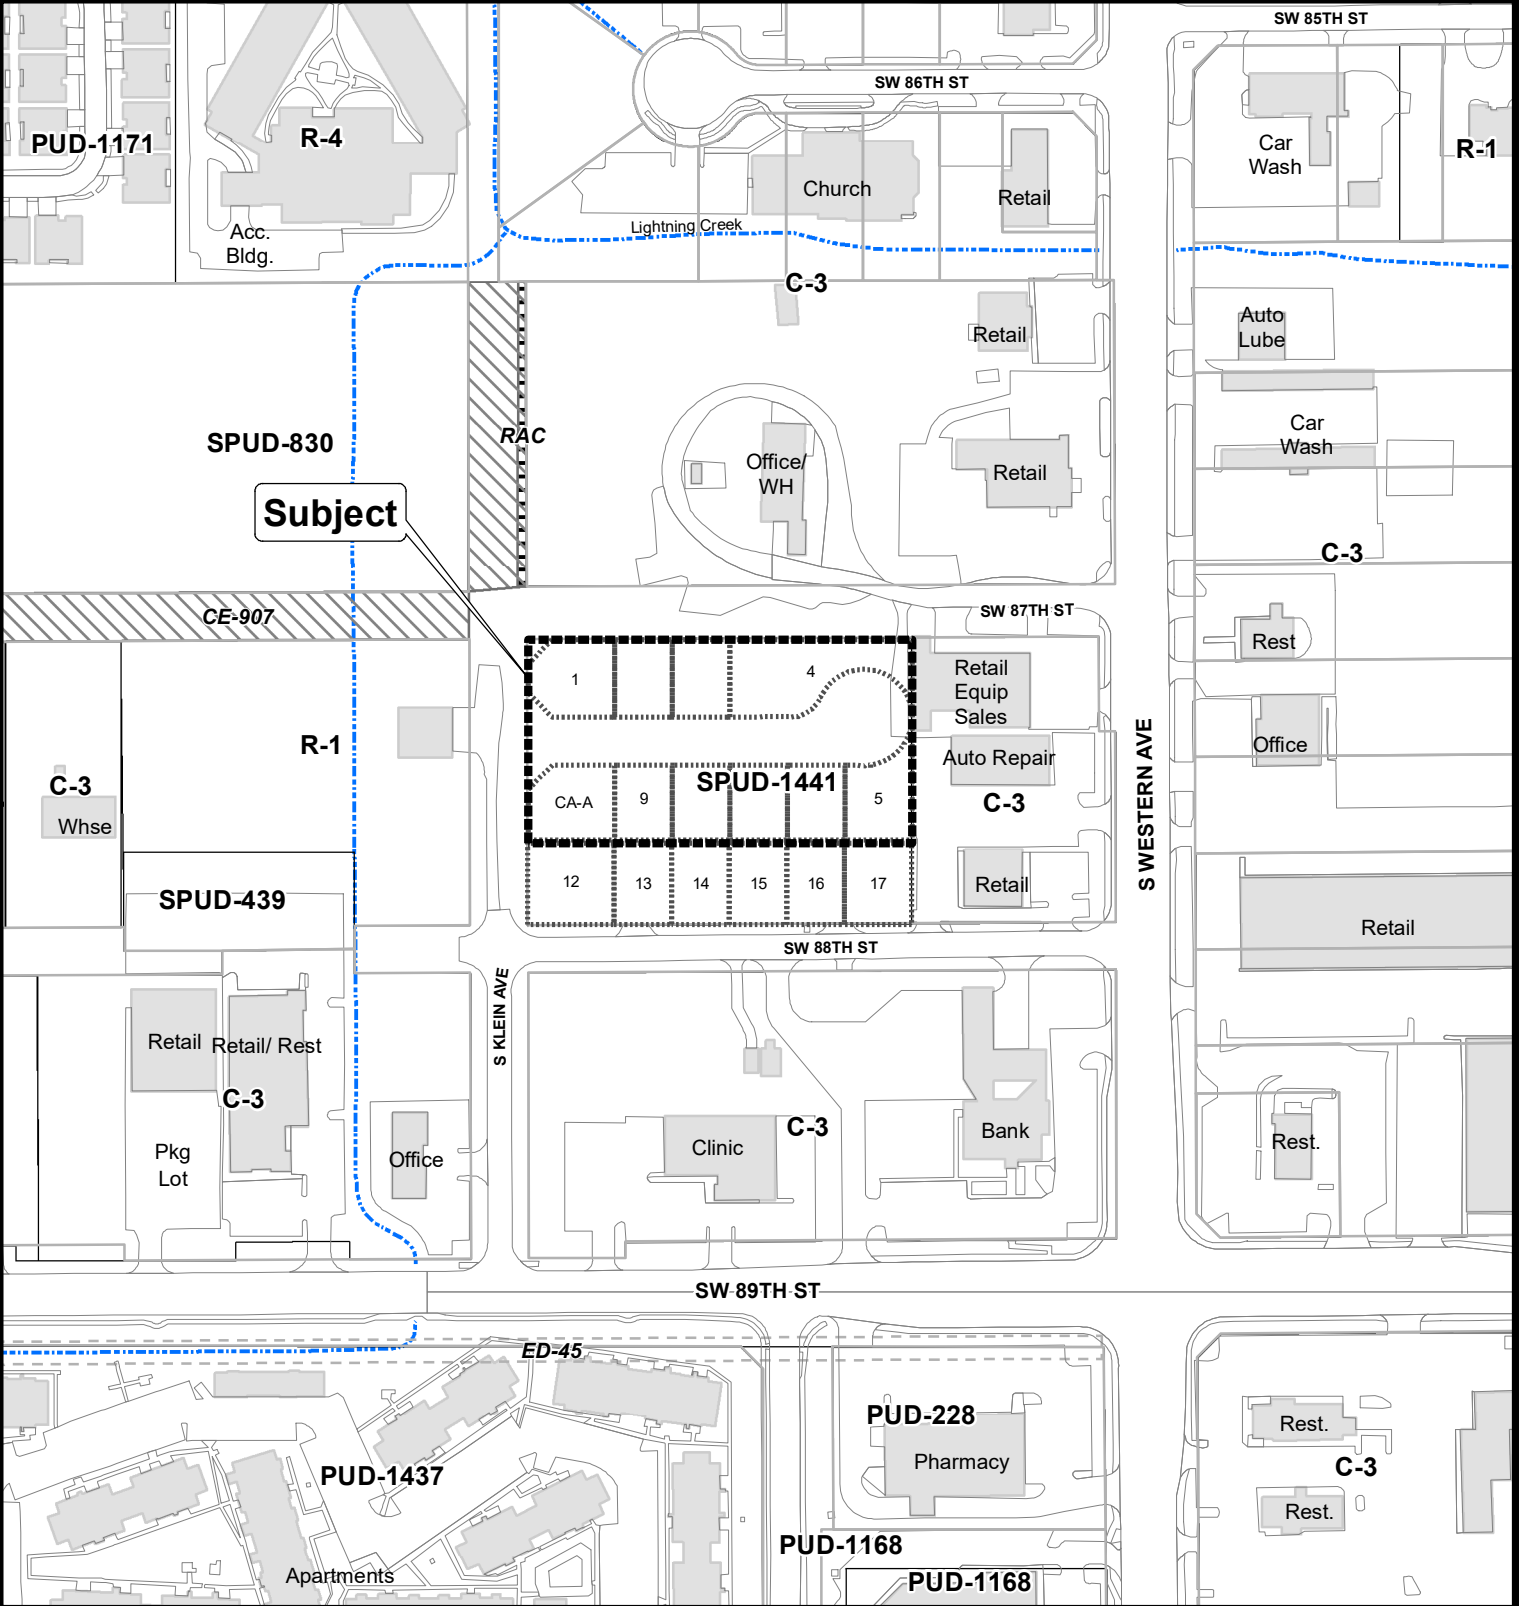 SW 85TH ST
SW 86TH ST
PUD-1171
R-4
Car
Wash
R-1
Church
Retail
Acc.
Bldg.
Lightning Creek
C-3
Retail
Auto
Lube
SPUD-830
RAC
Office/
WH
Retail
Car
Wash
Subject
C-3
CE-907
SW 87TH ST
Rest
1
4
Retail
Equip
Sales
R-1
Office
C-3
Whse
Auto Repair
SPUD-1441
CA-A
9
5
C-3
S WESTERN AVE
SPUD-439
12
13
14
15
16
17
Retail
Retail
SW 88TH ST
S KLEIN AVE
Retail
Retail/ Rest
C-3
Pkg
Lot
Office
Clinic
C-3
Bank
Rest.
SW 89TH ST
ED-45
PUD-228
Pharmacy
Rest.
C-3
Rest.
PUD-1437
PUD-1168
PUD-1168
Apartments